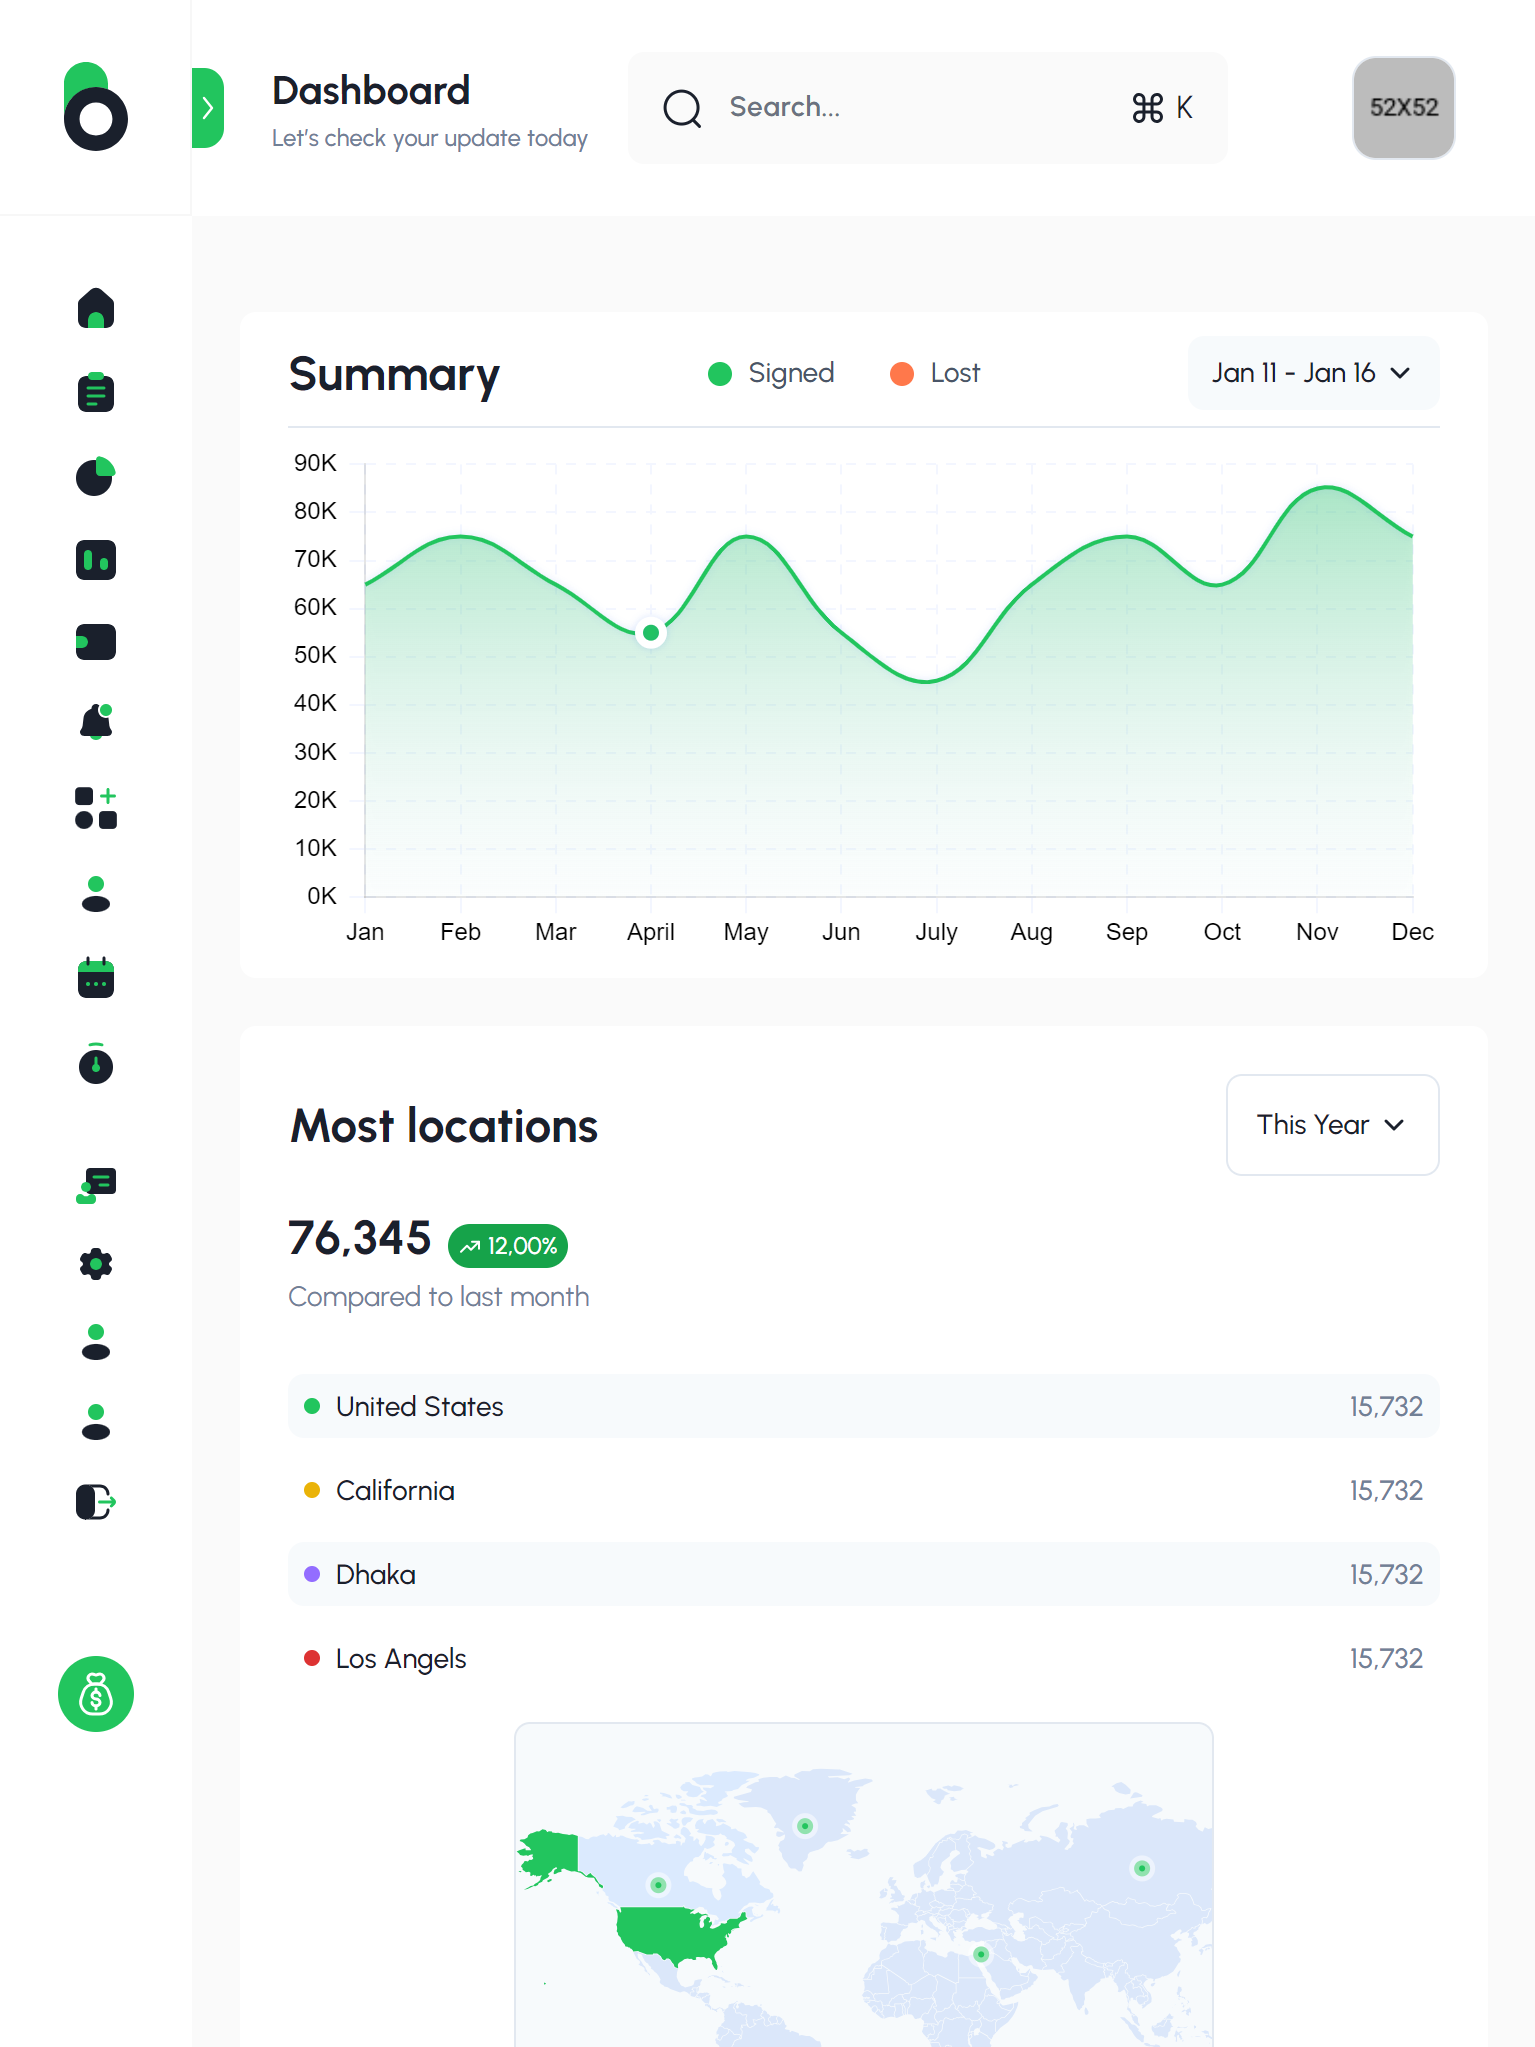 Dashboard
Let's check your update today
Search...
⌘ K
52X52
Summary
Signed
Lost
Jan 11 - Jan 16
90K
80K
70K
60K
50K
40K
30K
20K
10K
0K
Jan Feb Mar April May Jun July Aug Sep Oct Nov Dec
Most locations
This Year
76,345
12,00%
Compared to last month
United States 15,732
California 15,732
Dhaka 15,732
Los Angels 15,732